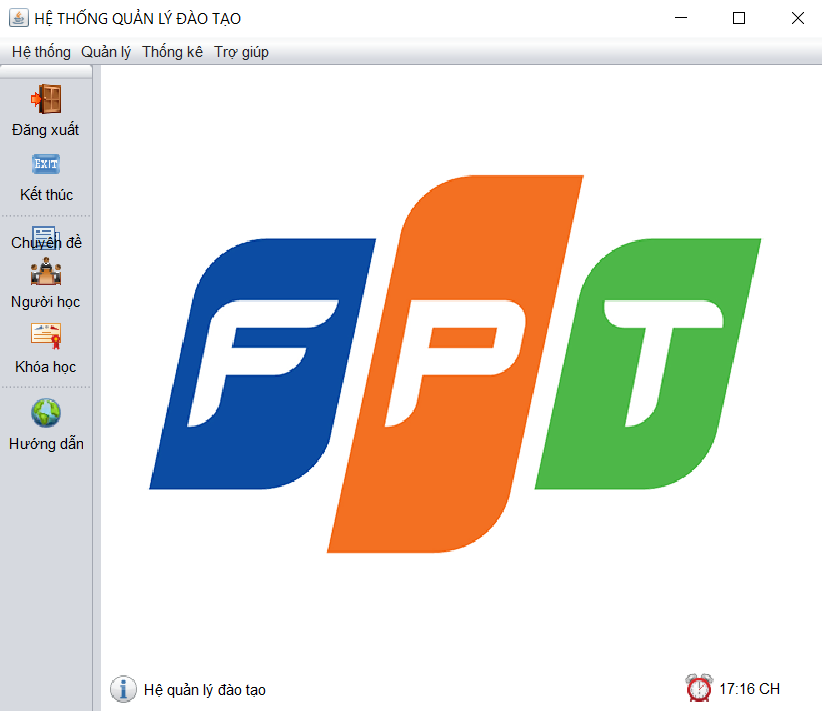 HỆ THỐNG QUẢN LÝ ĐÀO TẠO
Hệ thống Quản lý Thống kê Trợ giúp
Đăng xuất
EXIT
Kết thúc
Chuyên đề
Người học
Khóa học
Hướng dẫn
FPT
Hệ quản lý đào tạo
17:16 CH